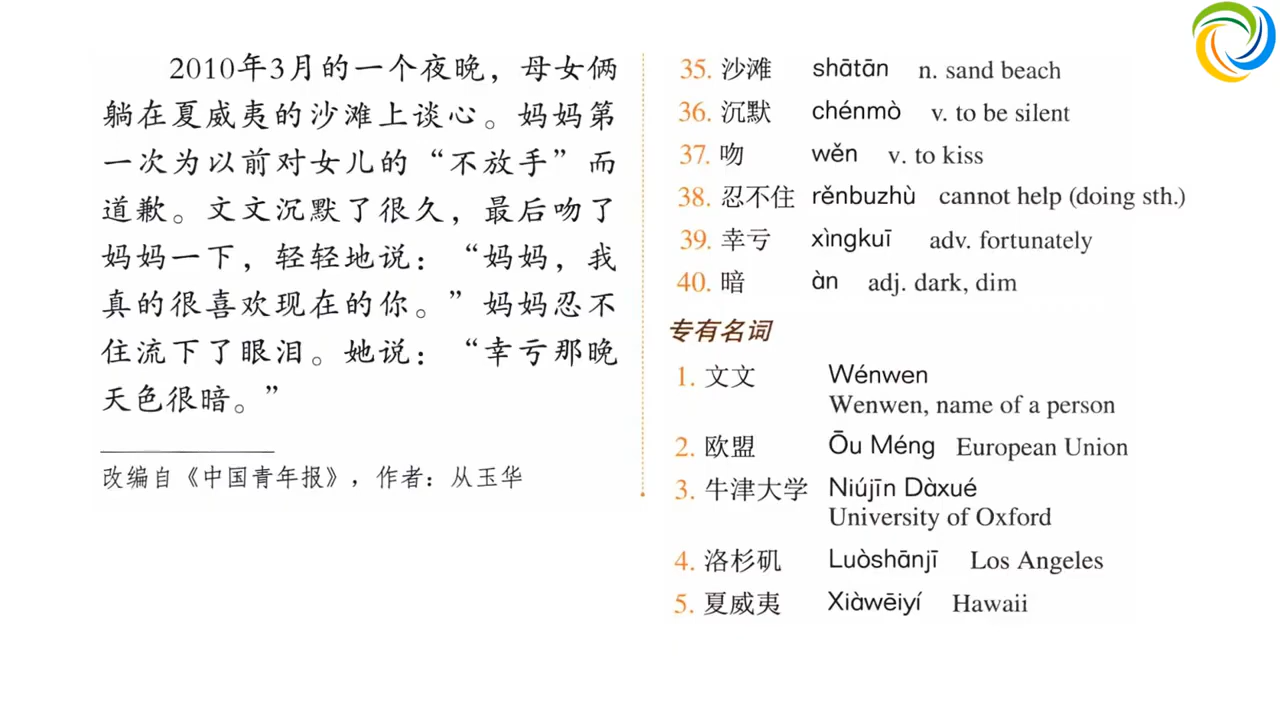 2010年3月的一个夜晚，母女俩
躺在夏威夷的沙滩上谈心。妈妈第
一次为以前对女儿的“不放手”而
道歉。文文沉默了很久，最后吻了
妈妈一下，轻轻地说：“妈妈，我
真的很喜欢现在的你。”妈妈忍不
住流下了眼泪。她说：“幸亏那晚
天色很暗。”
改编自《中国青年报》，作者：从玉华
35. 沙滩 shātān n. sand beach
36. 沉默 chénmò v. to be silent
37. 吻 wěn v. to kiss
38. 忍不住 rěnbuzhù cannot help (doing sth.)
39. 幸亏 xìngkuī adv. fortunately
40. 暗 àn adj. dark, dim
专有名词
1. 文文 Wénwen
Wenwen, name of a person
2. 欧盟 Ōu Méng European Union
3. 牛津大学 Niújīn Dàxué
University of Oxford
4. 洛杉矶 Luòshānjī Los Angeles
5. 夏威夷 Xiàwēiyí Hawaii